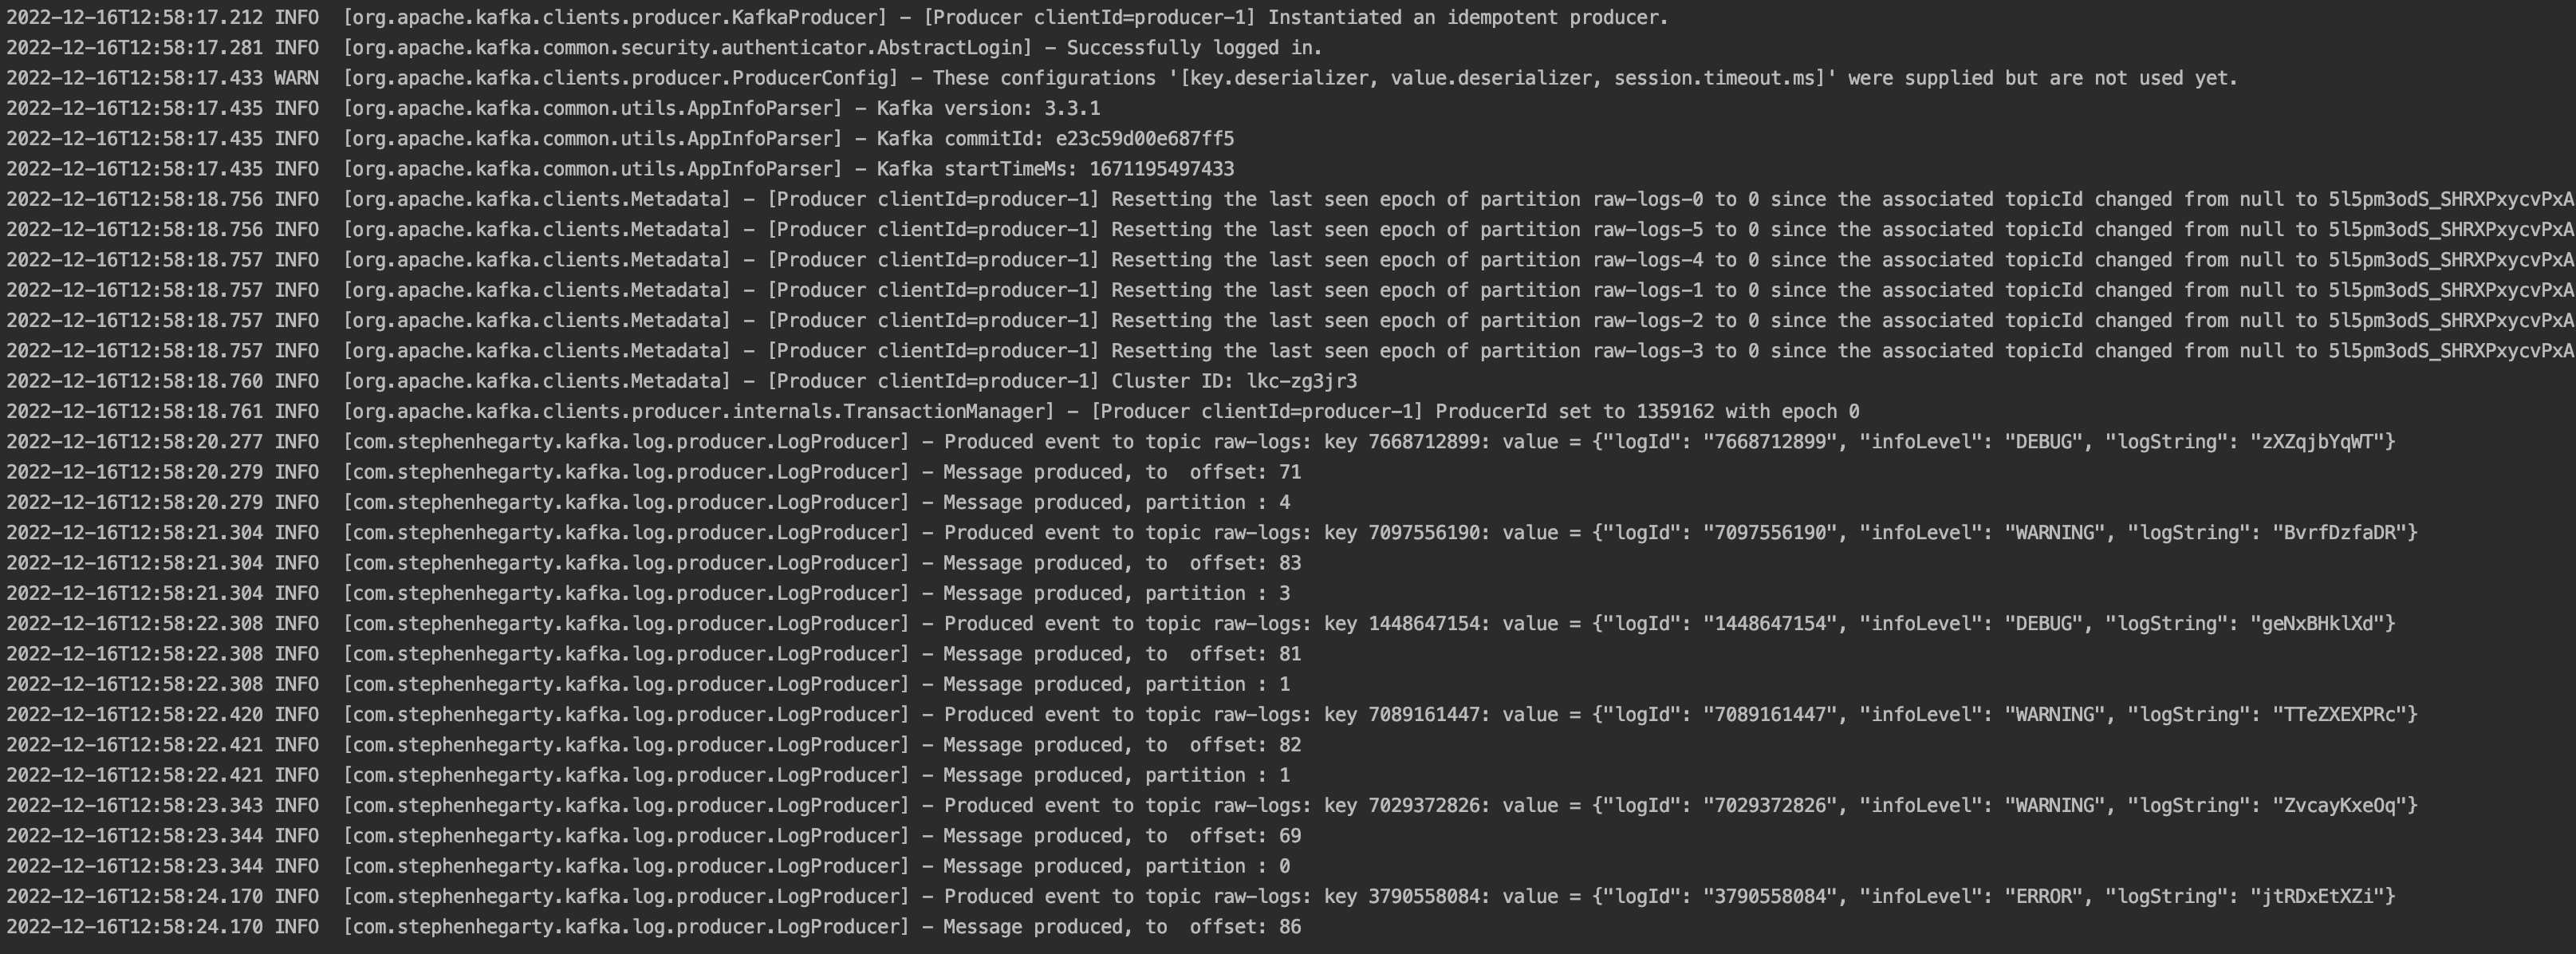 2022-12-16T12:58:17.212 INFO  [org.apache.kafka.clients.producer.KafkaProducer] – [Producer clientId=producer-1] Instantiated an idempotent producer.
2022-12-16T12:58:17.281 INFO  [org.apache.kafka.common.security.authenticator.AbstractLogin] – Successfully logged in.
2022-12-16T12:58:17.433 WARN  [org.apache.kafka.clients.producer.ProducerConfig] – These configurations '[key.deserializer, value.deserializer, session.timeout.ms]' were supplied but are not used yet.
2022-12-16T12:58:17.435 INFO  [org.apache.kafka.common.utils.AppInfoParser] – Kafka version: 3.3.1
2022-12-16T12:58:17.435 INFO  [org.apache.kafka.common.utils.AppInfoParser] – Kafka commitId: e23c59d00e687ff5
2022-12-16T12:58:17.435 INFO  [org.apache.kafka.common.utils.AppInfoParser] – Kafka startTimeMs: 1671195497433
2022-12-16T12:58:18.756 INFO  [org.apache.kafka.clients.Metadata] – [Producer clientId=producer-1] Resetting the last seen epoch of partition raw-logs-0 to 0 since the associated topicId changed from null to 5l5pm3odS_SHRXPxycvPxA
2022-12-16T12:58:18.756 INFO  [org.apache.kafka.clients.Metadata] – [Producer clientId=producer-1] Resetting the last seen epoch of partition raw-logs-5 to 0 since the associated topicId changed from null to 5l5pm3odS_SHRXPxycvPxA
2022-12-16T12:58:18.757 INFO  [org.apache.kafka.clients.Metadata] – [Producer clientId=producer-1] Resetting the last seen epoch of partition raw-logs-4 to 0 since the associated topicId changed from null to 5l5pm3odS_SHRXPxycvPxA
2022-12-16T12:58:18.757 INFO  [org.apache.kafka.clients.Metadata] – [Producer clientId=producer-1] Resetting the last seen epoch of partition raw-logs-1 to 0 since the associated topicId changed from null to 5l5pm3odS_SHRXPxycvPxA
2022-12-16T12:58:18.757 INFO  [org.apache.kafka.clients.Metadata] – [Producer clientId=producer-1] Resetting the last seen epoch of partition raw-logs-2 to 0 since the associated topicId changed from null to 5l5pm3odS_SHRXPxycvPxA
2022-12-16T12:58:18.757 INFO  [org.apache.kafka.clients.Metadata] – [Producer clientId=producer-1] Resetting the last seen epoch of partition raw-logs-3 to 0 since the associated topicId changed from null to 5l5pm3odS_SHRXPxycvPxA
2022-12-16T12:58:18.760 INFO  [org.apache.kafka.clients.Metadata] – [Producer clientId=producer-1] Cluster ID: lkc-zg3jr3
2022-12-16T12:58:18.761 INFO  [org.apache.kafka.clients.producer.internals.TransactionManager] – [Producer clientId=producer-1] ProducerId set to 1359162 with epoch 0
2022-12-16T12:58:20.277 INFO  [com.stephenhegarty.kafka.log.producer.LogProducer] – Produced event to topic raw-logs: key 7668712899: value = {"logId": "7668712899", "infoLevel": "DEBUG", "logString": "zXZqjbYqWT"}
2022-12-16T12:58:20.279 INFO  [com.stephenhegarty.kafka.log.producer.LogProducer] – Message produced, to  offset: 71
2022-12-16T12:58:20.279 INFO  [com.stephenhegarty.kafka.log.producer.LogProducer] – Message produced, partition : 4
2022-12-16T12:58:21.304 INFO  [com.stephenhegarty.kafka.log.producer.LogProducer] – Produced event to topic raw-logs: key 7097556190: value = {"logId": "7097556190", "infoLevel": "WARNING", "logString": "BvrfDzfaDR"}
2022-12-16T12:58:21.304 INFO  [com.stephenhegarty.kafka.log.producer.LogProducer] – Message produced, to  offset: 83
2022-12-16T12:58:21.304 INFO  [com.stephenhegarty.kafka.log.producer.LogProducer] – Message produced, partition : 3
2022-12-16T12:58:22.308 INFO  [com.stephenhegarty.kafka.log.producer.LogProducer] – Produced event to topic raw-logs: key 1448647154: value = {"logId": "1448647154", "infoLevel": "DEBUG", "logString": "geNxBHklXd"}
2022-12-16T12:58:22.308 INFO  [com.stephenhegarty.kafka.log.producer.LogProducer] – Message produced, to  offset: 81
2022-12-16T12:58:22.308 INFO  [com.stephenhegarty.kafka.log.producer.LogProducer] – Message produced, partition : 1
2022-12-16T12:58:22.420 INFO  [com.stephenhegarty.kafka.log.producer.LogProducer] – Produced event to topic raw-logs: key 7089161447: value = {"logId": "7089161447", "infoLevel": "WARNING", "logString": "TTeZXEXPRc"}
2022-12-16T12:58:22.421 INFO  [com.stephenhegarty.kafka.log.producer.LogProducer] – Message produced, to  offset: 82
2022-12-16T12:58:22.421 INFO  [com.stephenhegarty.kafka.log.producer.LogProducer] – Message produced, partition : 1
2022-12-16T12:58:23.343 INFO  [com.stephenhegarty.kafka.log.producer.LogProducer] – Produced event to topic raw-logs: key 7029372826: value = {"logId": "7029372826", "infoLevel": "WARNING", "logString": "ZvcayKxeOq"}
2022-12-16T12:58:23.344 INFO  [com.stephenhegarty.kafka.log.producer.LogProducer] – Message produced, to  offset: 69
2022-12-16T12:58:23.344 INFO  [com.stephenhegarty.kafka.log.producer.LogProducer] – Message produced, partition : 0
2022-12-16T12:58:24.170 INFO  [com.stephenhegarty.kafka.log.producer.LogProducer] – Produced event to topic raw-logs: key 3790558084: value = {"logId": "3790558084", "infoLevel": "ERROR", "logString": "jtRDxEtXZi"}
2022-12-16T12:58:24.170 INFO  [com.stephenhegarty.kafka.log.producer.LogProducer] – Message produced, to  offset: 86